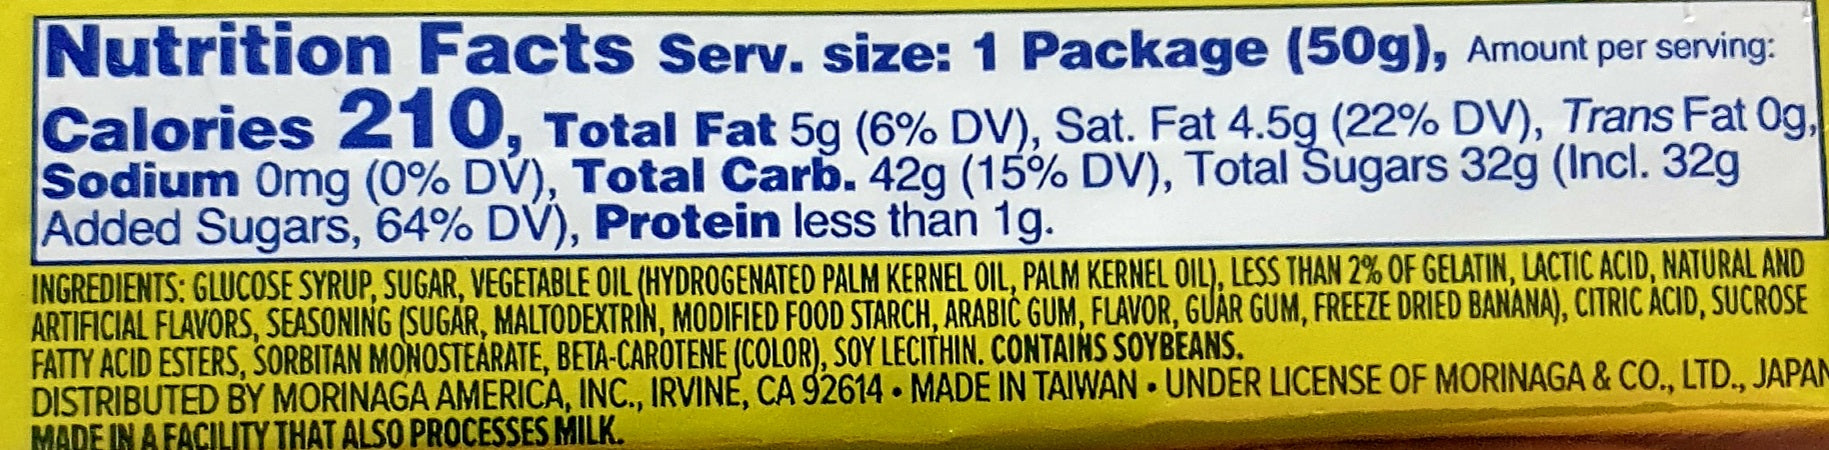 Nutrition Facts Serv. size: 1 Package (50g), Amount per serving:
Calories 210, Total Fat 5g (6% DV), Sat. Fat 4.5g (22% DV), Trans Fat 0g,
Sodium 0mg (0% DV), Total Carb. 42g (15% DV), Total Sugars 32g (Incl. 32g
Added Sugars, 64% DV), Protein less than 1g.
INGREDIENTS: GLUCOSE SYRUP, SUGAR, VEGETABLE OIL (HYDROGENATED PALM KERNEL OIL, PALM KERNEL OIL), LESS THAN 2% OF GELATIN, LACTIC ACID, NATURAL AND
ARTIFICIAL FLAVORS, SEASONING (SUGAR, MALTODEXTRIN, MODIFIED FOOD STARCH, ARABIC GUM, FLAVOR, GUAR GUM, FREEZE DRIED BANANA), CITRIC ACID, SUCROSE
FATTY ACID ESTERS, SORBITAN MONOSTEARATE, BETA-CAROTENE (COLOR), SOY LECITHIN. CONTAINS SOYBEANS.
DISTRIBUTED BY MORINAGA AMERICA, INC., IRVINE, CA 92614 • MADE IN TAIWAN • UNDER LICENSE OF MORINAGA & CO., LTD., JAPAN
MADE IN A FACILITY THAT ALSO PROCESSES MILK.